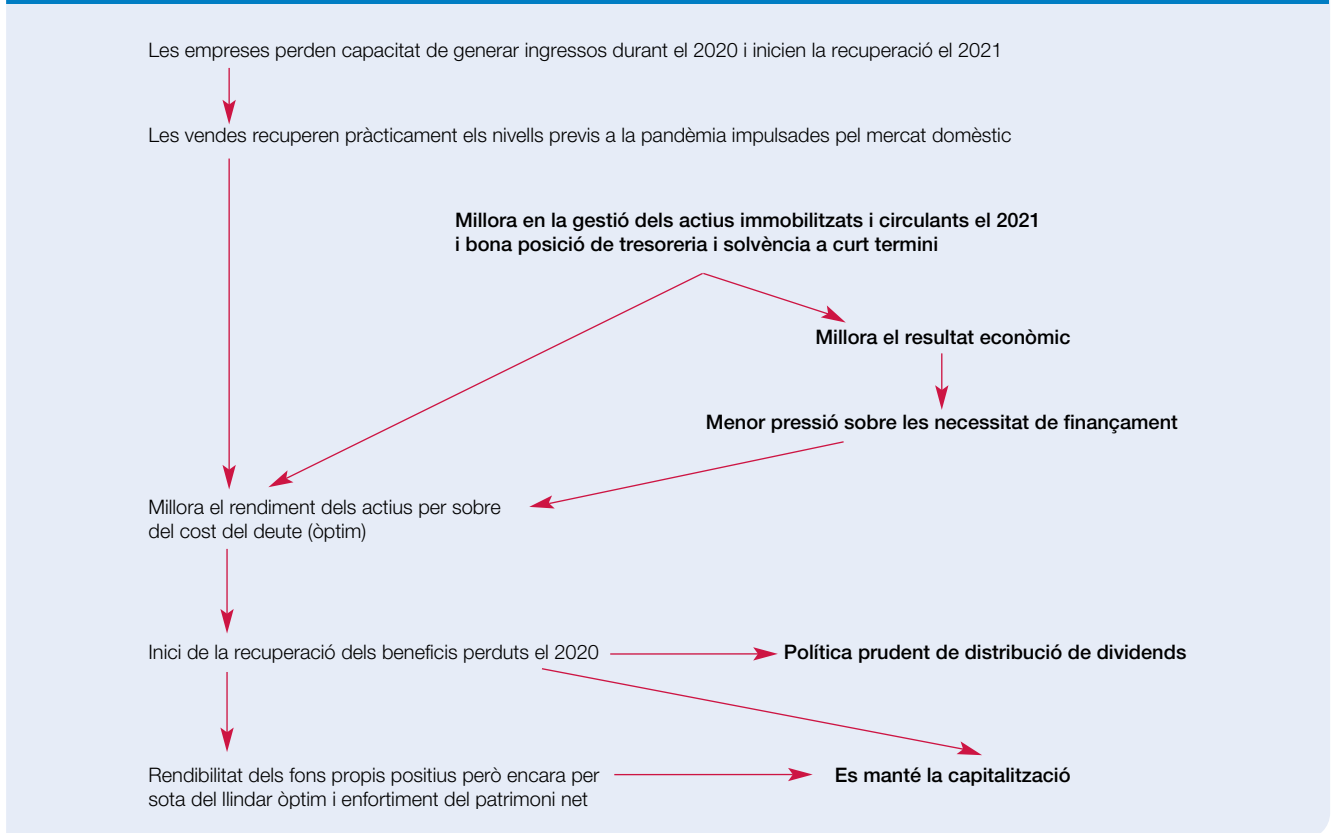 Les empreses perden capacitat de generar ingressos durant el 2020 i inicien la recuperació el 2021
Les vendes recuperen pràcticament els nivells previs a la pandèmia impulsades pel mercat domèstic
Millora en la gestió dels actius immobilitzats i circulants el 2021
i bona posició de tresoreria i solvència a curt termini
Millora el resultat econòmic
Menor pressió sobre les necessitat de finançament
Millora el rendiment dels actius per sobre
del cost del deute (òptim)
Inici de la recuperació dels beneficis perduts el 2020
Política prudent de distribució de dividends
Rendibilitat dels fons propis positius però encara per
sota del llindar òptim i enfortiment del patrimoni net
Es manté la capitalització